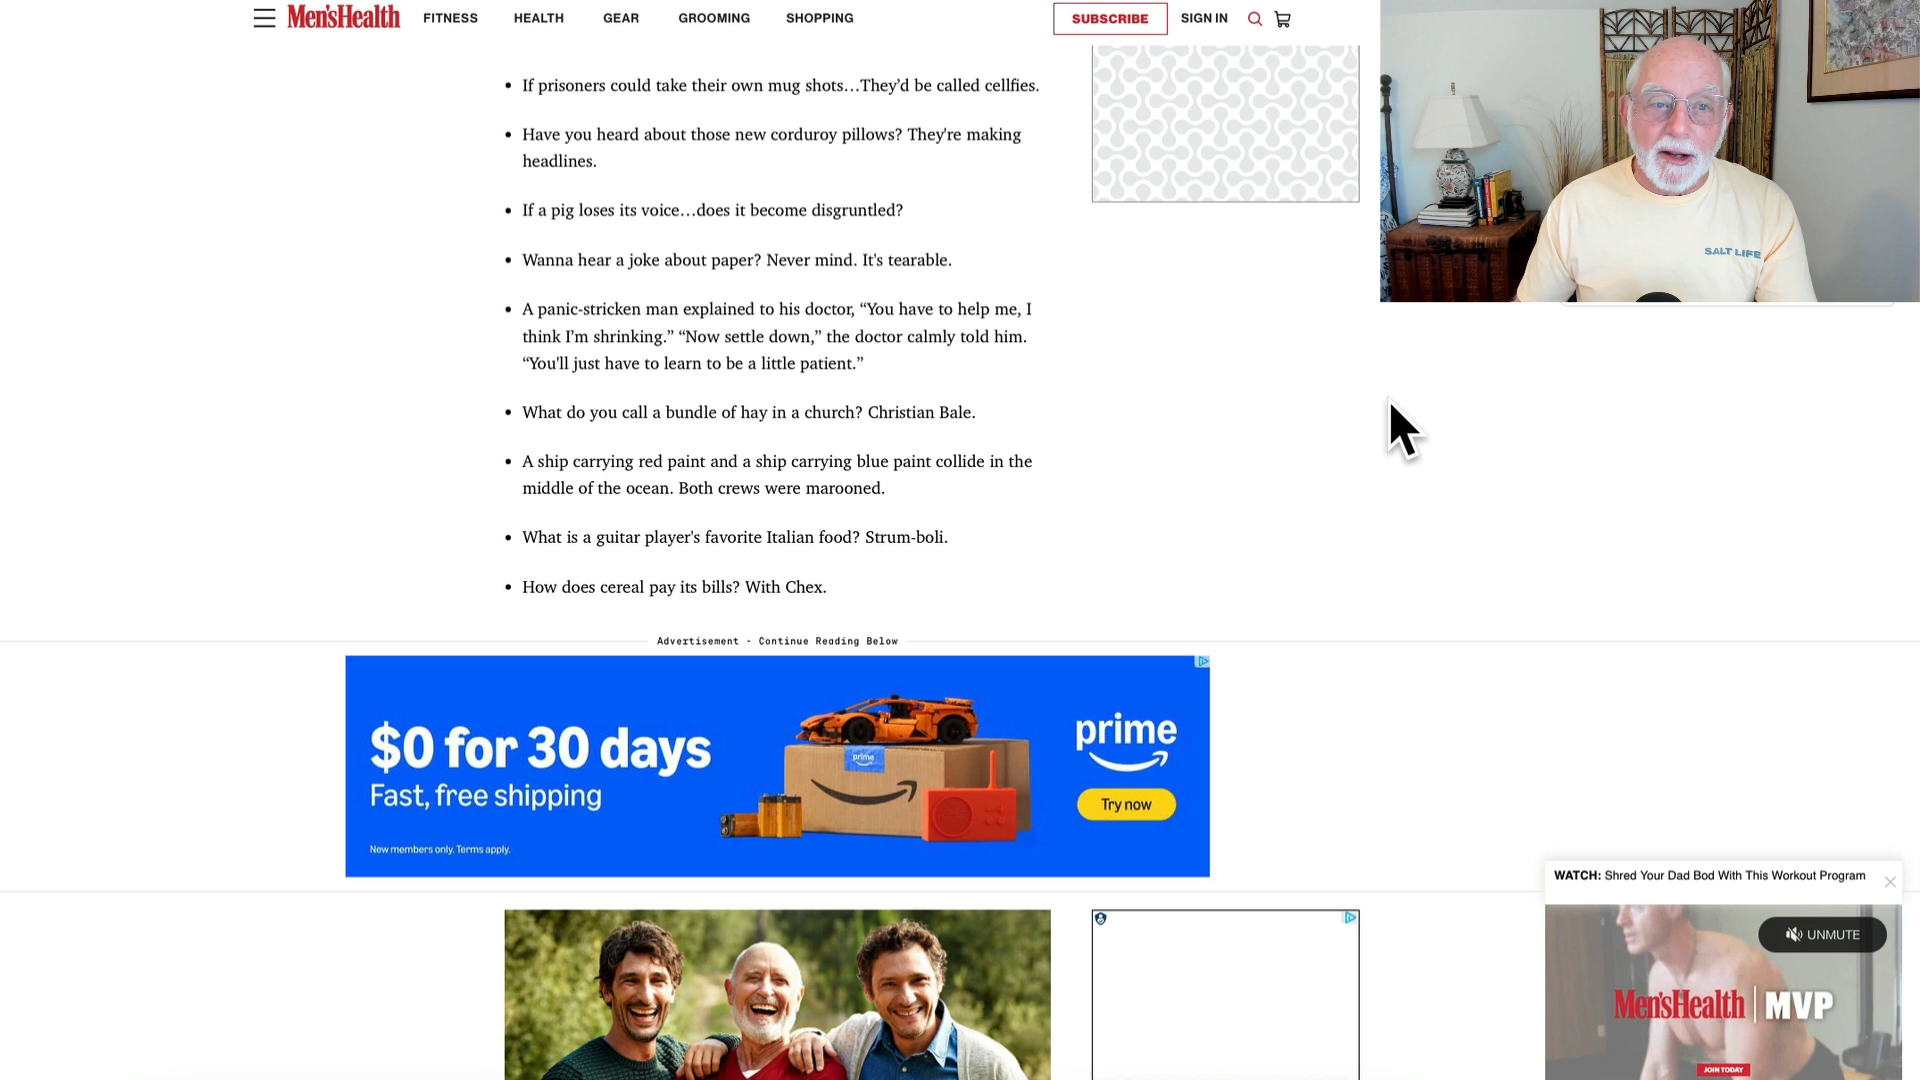 Men'sHealth
FITNESS
HEALTH
GEAR
GROOMING
SHOPPING
SUBSCRIBE
SIGN IN
• If prisoners could take their own mug shots…They’d be called cellfies.
• Have you heard about those new corduroy pillows? They're making
headlines.
• If a pig loses its voice…does it become disgruntled?
• Wanna hear a joke about paper? Never mind. It's tearable.
• A panic-stricken man explained to his doctor, “You have to help me, I
think I’m shrinking.” “Now settle down,” the doctor calmly told him.
“You'll just have to learn to be a little patient.”
• What do you call a bundle of hay in a church? Christian Bale.
• A ship carrying red paint and a ship carrying blue paint collide in the
middle of the ocean. Both crews were marooned.
• What is a guitar player's favorite Italian food? Strum-boli.
• How does cereal pay its bills? With Chex.
SALT LIFE
Advertisement - Continue Reading Below
$0 for 30 days
Fast, free shipping
New members only. Terms apply.
prime
prime
Try now
WATCH: Shred Your Dad Bod With This Workout Program
UNMUTE
Men'sHealth | MVP
JOIN TODAY